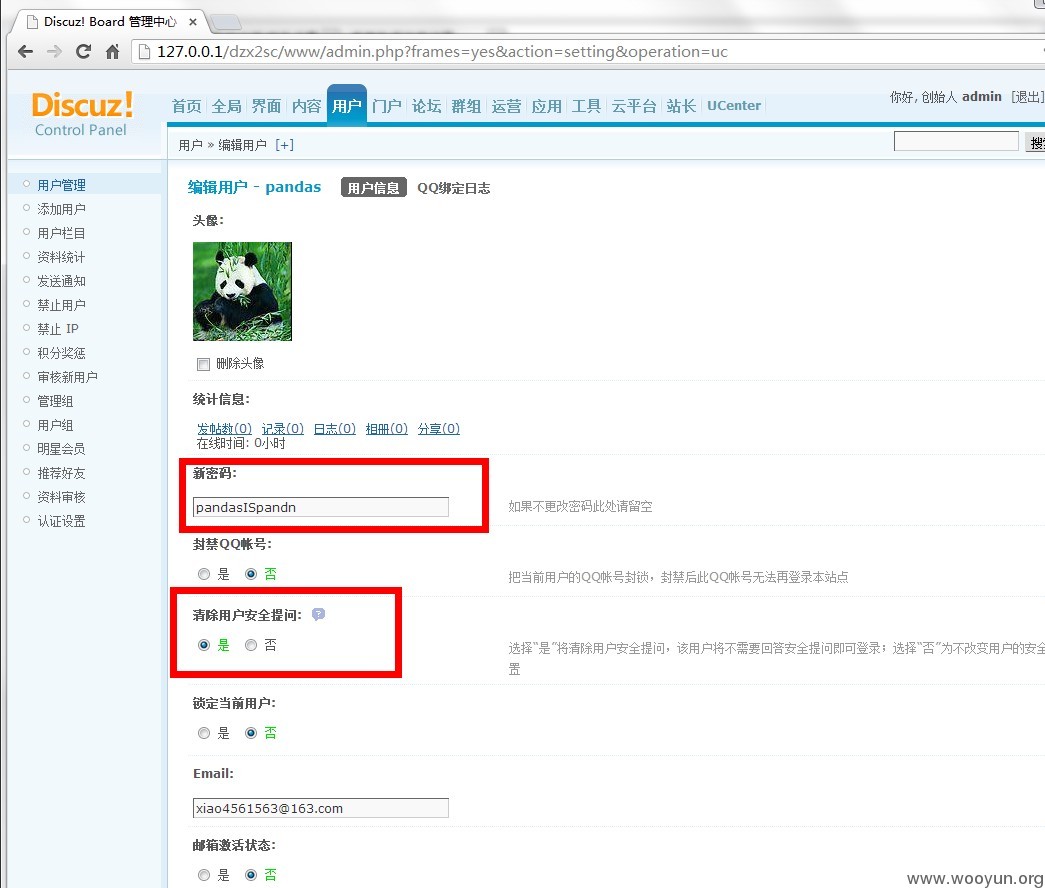 Discuz! Board 管理中心
127.0.0.1/dzx2sc/www/admin.php?frames=yes&action=setting&operation=uc
Discuz!
Control Panel
首页 全局 界面 内容 用户 门户 论坛 群组 运营 应用 工具 云平台 站长 UCenter
你好, 创始人 admin [退出]
用户 » 编辑用户 [+]
搜索
用户管理
添加用户
用户栏目
资料统计
发送通知
禁止用户
禁止 IP
积分奖惩
审核新用户
管理组
用户组
明星会员
推荐好友
资料审核
认证设置
编辑用户 - pandas 用户信息 QQ绑定日志
头像:
删除头像
统计信息:
发帖数(0) 记录(0) 日志(0) 相册(0) 分享(0)
在线时间: 0小时
新密码:
pandasISpandn
如果不更改密码此处请留空
封禁QQ帐号:
是 否
把当前用户的QQ帐号封锁，封禁后此QQ帐号无法再登录本站点
清除用户安全提问:
是 否
选择“是”将清除用户安全提问，该用户将不需要回答安全提问即可登录；选择“否”为不改变用户的安全
置
锁定当前用户:
是 否
Email:
xiao4561563@163.com
邮箱激活状态:
是 否
www.wooyun.org